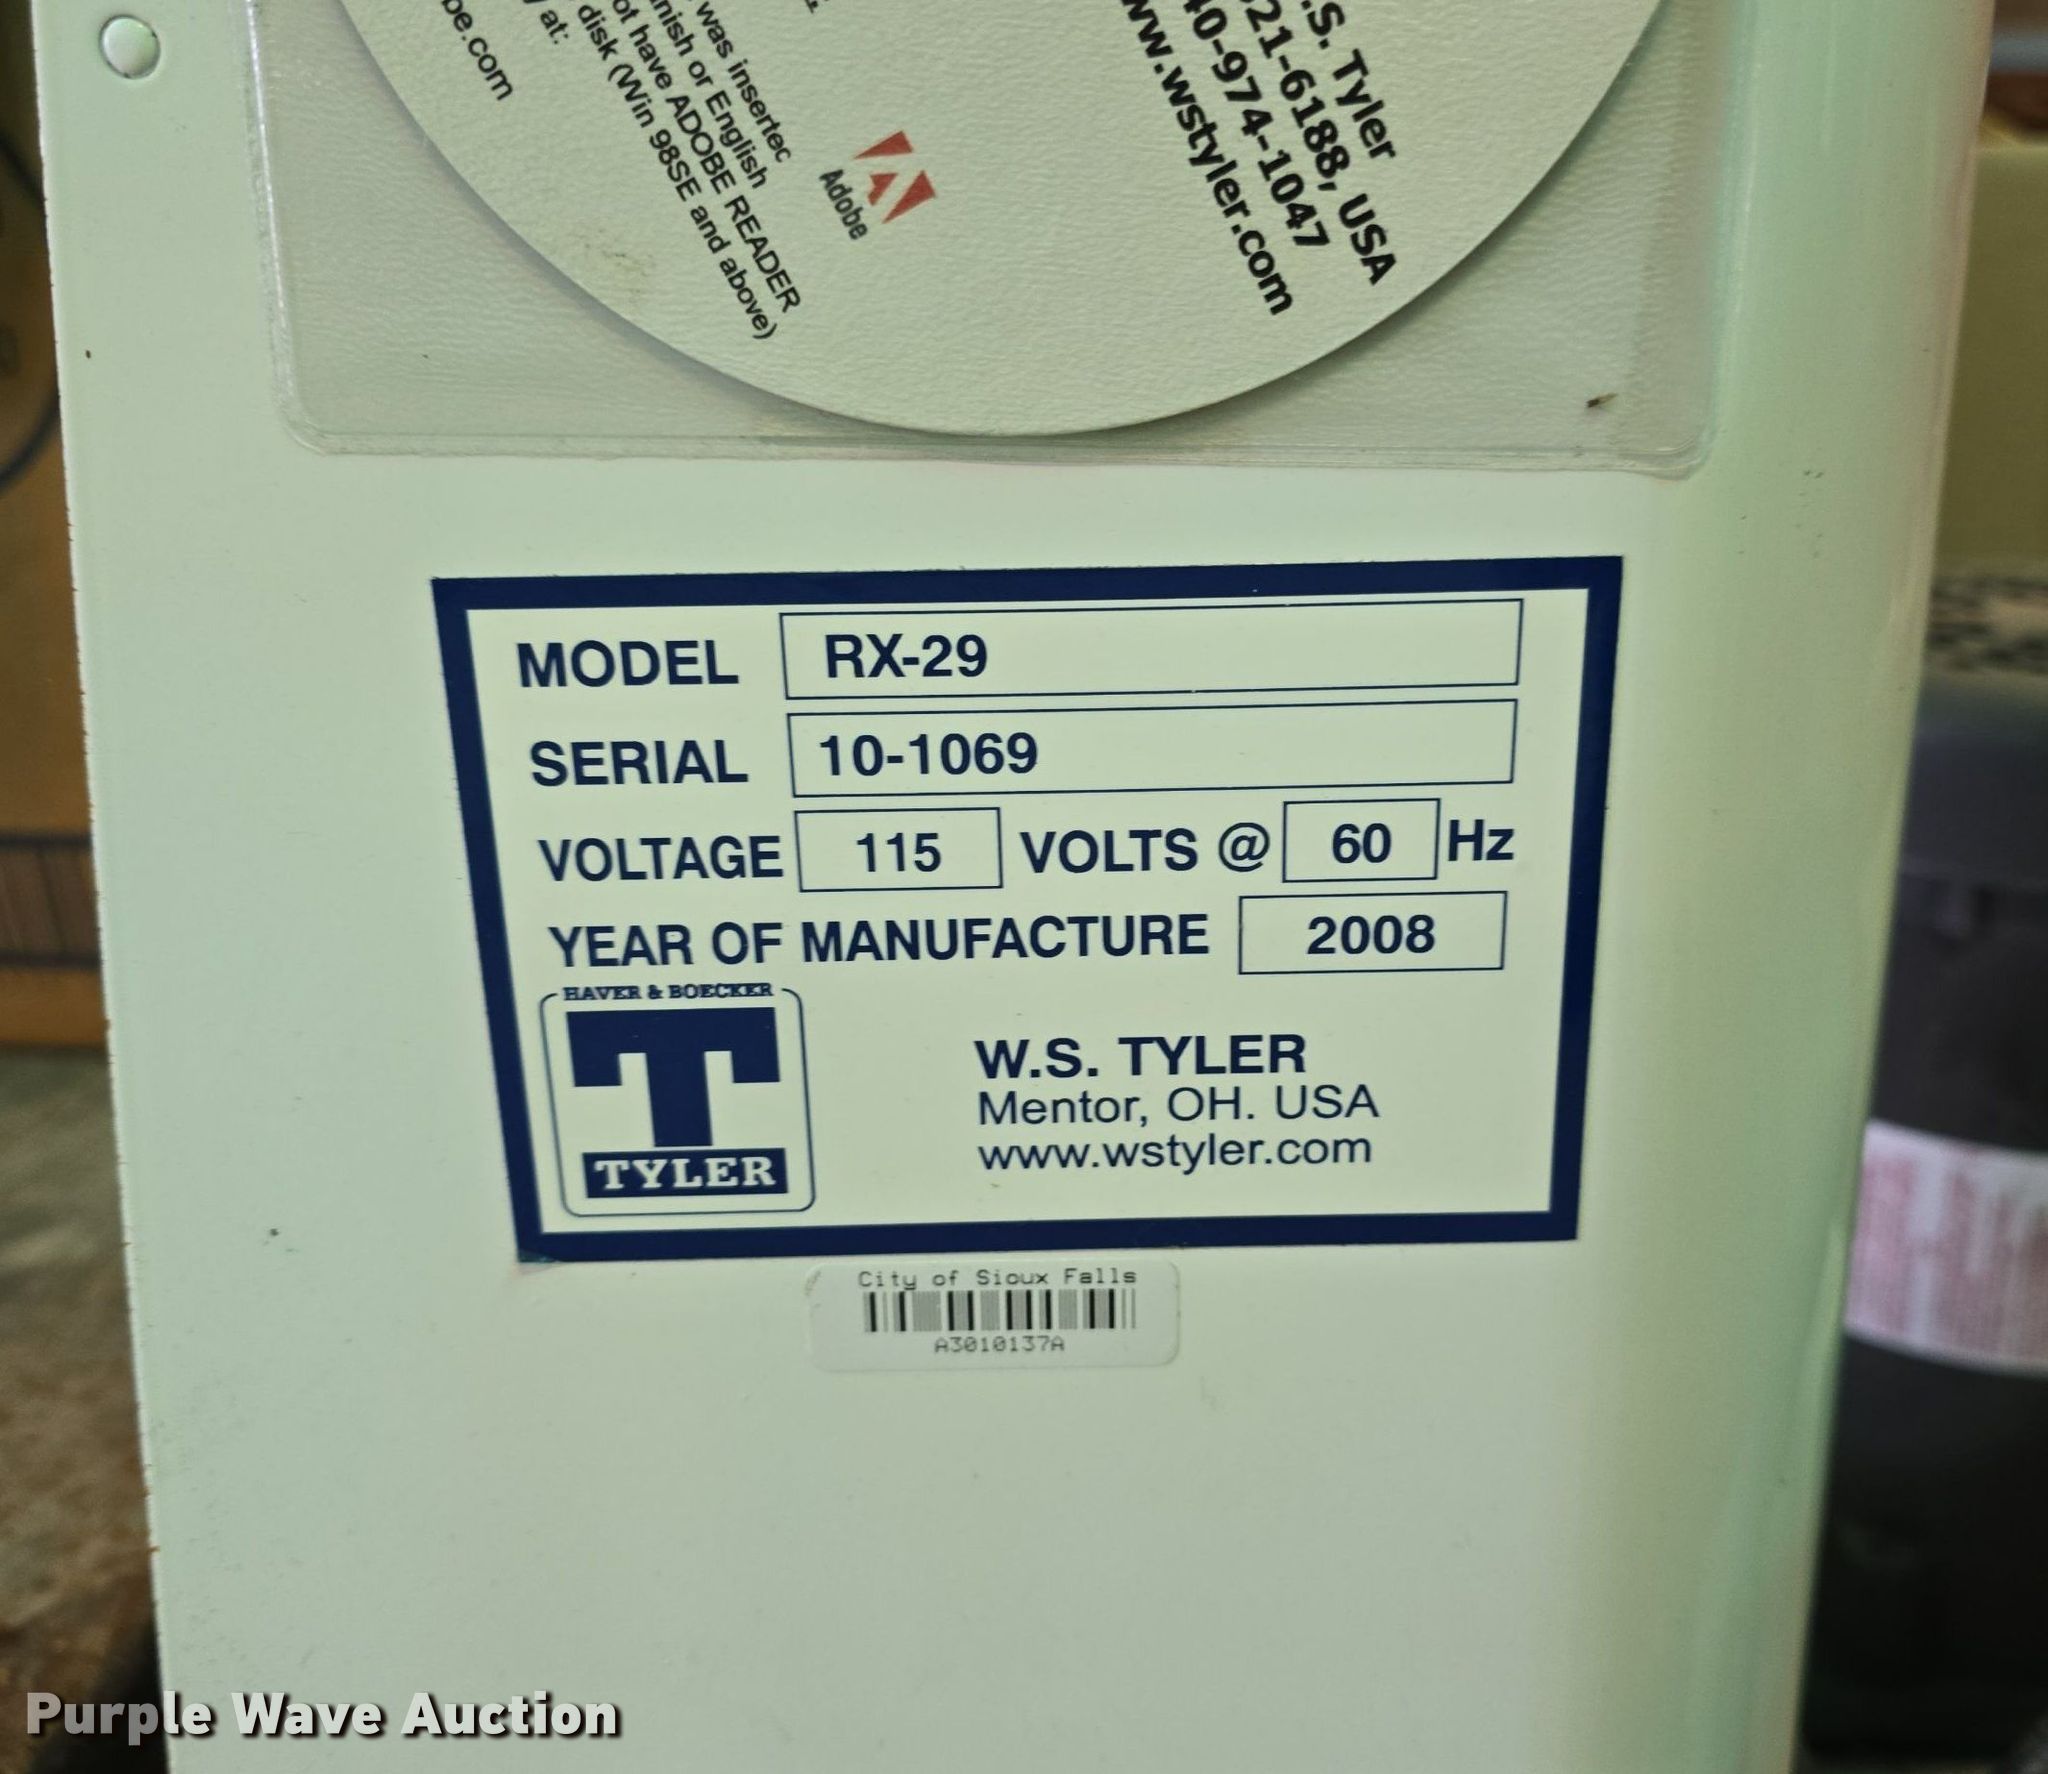 be.com
at:
disk (Win 98SE and above)
ot have ADOBE READER
nish or English
was insertec
Adobe
.S. Tyler
321-6188, USA
40-974-1047
ww.wstyler.com
MODEL RX-29
SERIAL 10-1069
VOLTAGE 115 VOLTS @ 60 Hz
YEAR OF MANUFACTURE 2008
HAVER & BOECKER
T
TYLER
W.S. TYLER
Mentor, OH. USA
www.wstyler.com
City of Sioux Falls
A3010137A
Purple Wave Auction